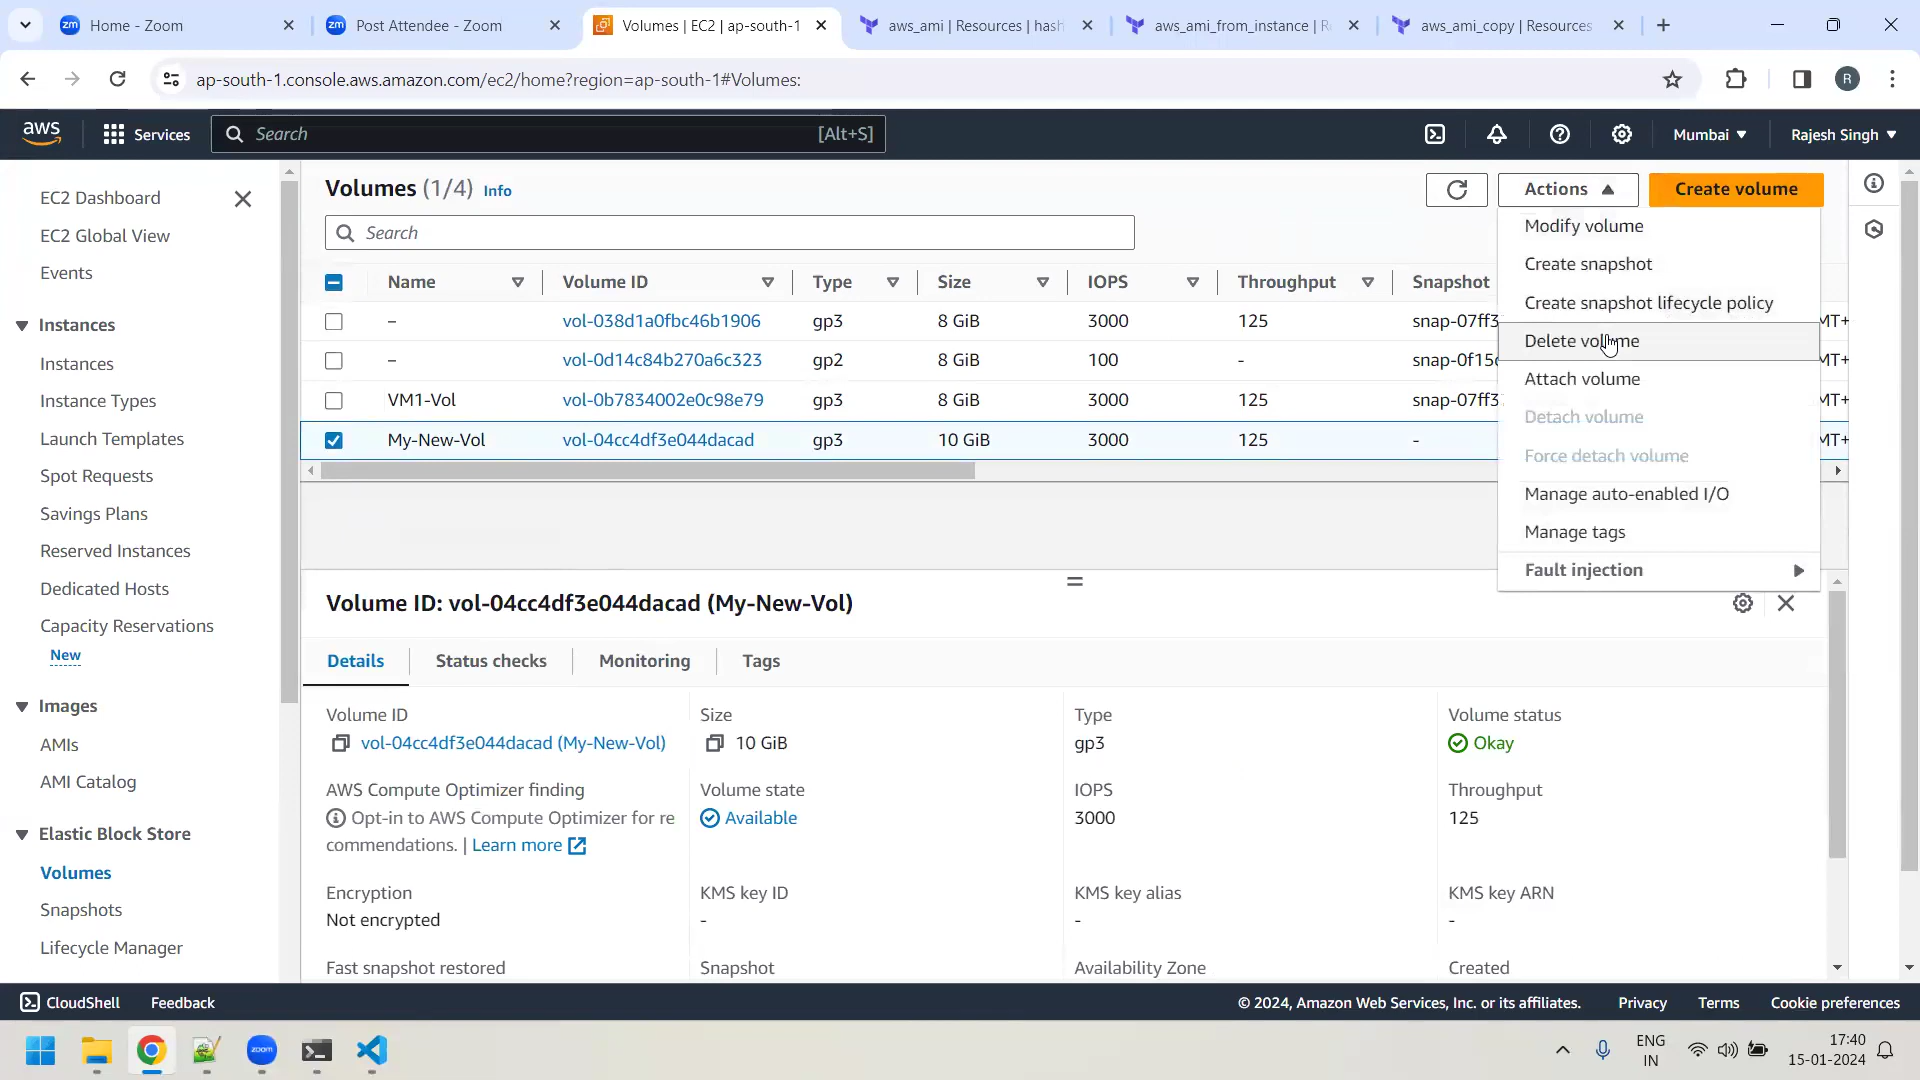 Home - Zoom
Post Attendee - Zoom
Volumes | EC2 | ap-south-1
aws_ami | Resources | hash
aws_ami_from_instance | R
aws_ami_copy | Resources
ap-south-1.console.aws.amazon.com/ec2/home?region=ap-south-1#Volumes:
R
aws
Services
Search
[Alt+S]
Mumbai
Rajesh Singh
EC2 Dashboard
EC2 Global View
Events
Instances
Instances
Instance Types
Launch Templates
Spot Requests
Savings Plans
Reserved Instances
Dedicated Hosts
Capacity Reservations
New
Images
AMIs
AMI Catalog
Elastic Block Store
Volumes
Snapshots
Lifecycle Manager
Volumes (1/4) Info
Actions
Create volume
Search
Name Volume ID Type Size IOPS Throughput Snapshot
– vol-038d1a0fbc46b1906 gp3 8 GiB 3000 125 snap-07ff3 MT+
– vol-0d14c84b270a6c323 gp2 8 GiB 100 - snap-0f15c MT+
VM1-Vol vol-0b7834002e0c98e79 gp3 8 GiB 3000 125 snap-07ff3 MT+
My-New-Vol vol-04cc4df3e044dacad gp3 10 GiB 3000 125 - MT+
Modify volume
Create snapshot
Create snapshot lifecycle policy
Delete volume
Attach volume
Detach volume
Force detach volume
Manage auto-enabled I/O
Manage tags
Fault injection
Volume ID: vol-04cc4df3e044dacad (My-New-Vol)
Details Status checks Monitoring Tags
Volume ID
vol-04cc4df3e044dacad (My-New-Vol)
Size
10 GiB
Type
gp3
Volume status
Okay
AWS Compute Optimizer finding
Opt-in to AWS Compute Optimizer for re
commendations. | Learn more
Volume state
Available
IOPS
3000
Throughput
125
Encryption
Not encrypted
KMS key ID
-
KMS key alias
-
KMS key ARN
-
Fast snapshot restored
Snapshot
Availability Zone
Created
CloudShell
Feedback
© 2024, Amazon Web Services, Inc. or its affiliates.
Privacy
Terms
Cookie preferences
ENG
IN
17:40
15-01-2024